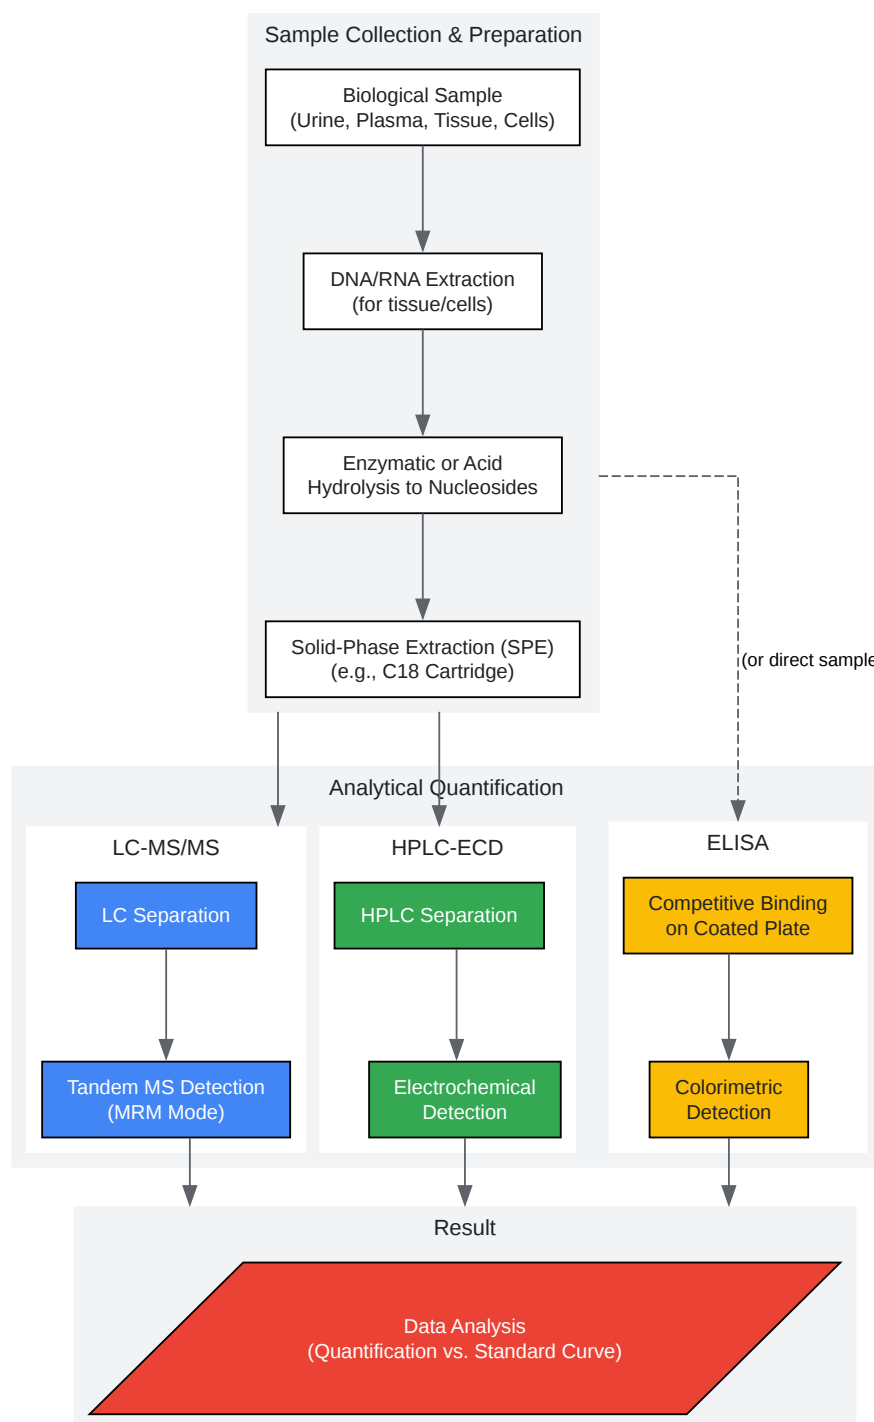 Sample Collection & Preparation
Biological Sample
(Urine, Plasma, Tissue, Cells)
DNA/RNA Extraction
(for tissue/cells)
Enzymatic or Acid
Hydrolysis to Nucleosides
Solid-Phase Extraction (SPE)
(e.g., C18 Cartridge)
(or direct sample
Analytical Quantification
LC-MS/MS
LC Separation
Tandem MS Detection
(MRM Mode)
HPLC-ECD
HPLC Separation
Electrochemical
Detection
ELISA
Competitive Binding
on Coated Plate
Colorimetric
Detection
Result
Data Analysis
(Quantification vs. Standard Curve)